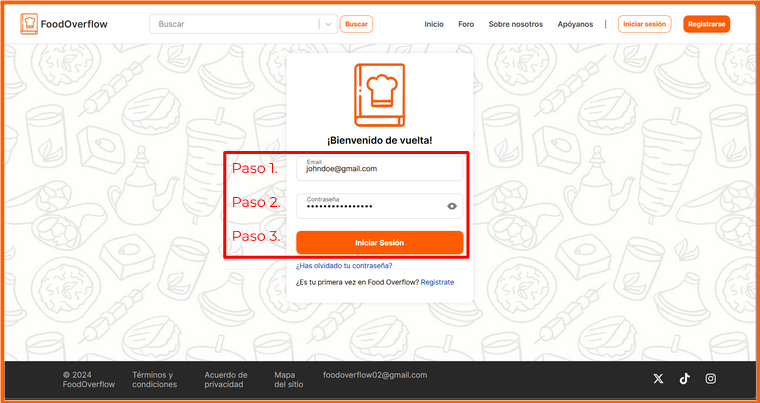 FoodOverflow
Buscar
Buscar
Inicio
Foro
Sobre nosotros
Apóyanos
Iniciar sesión
Registrarse
¡Bienvenido de vuelta!
Paso 1.
Email
johndoe@gmail.com
Paso 2.
Contraseña
•••••••••••••••
Paso 3.
Iniciar Sesión
¿Has olvidado tu contraseña?
¿Es tu primera vez en Food Overflow? Registrate
© 2024
FoodOverflow
Términos y
condiciones
Acuerdo de
privacidad
Mapa
del sitio
foodoverflow02@gmail.com